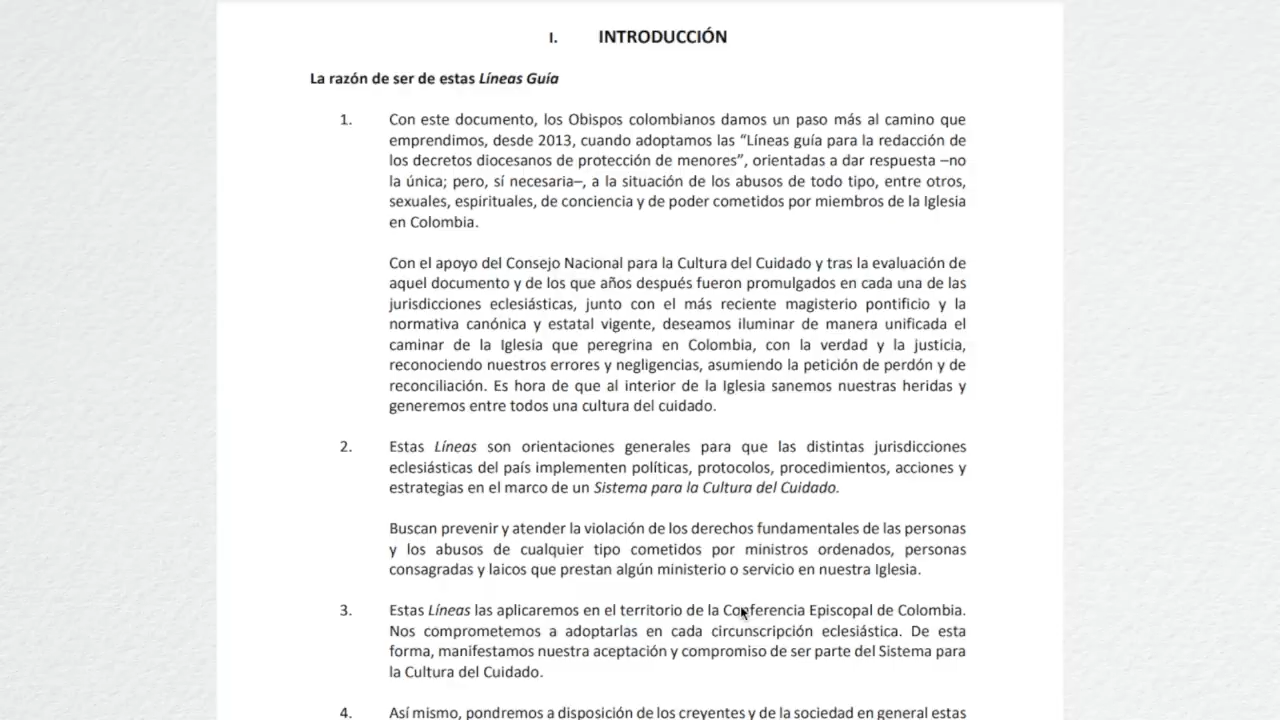 I. INTRODUCCIÓN
La razón de ser de estas Líneas Guía
1. Con este documento, los Obispos colombianos damos un paso más al camino que
emprendimos, desde 2013, cuando adoptamos las “Líneas guía para la redacción de
los decretos diocesanos de protección de menores”, orientadas a dar respuesta –no
la única; pero, sí necesaria–, a la situación de los abusos de todo tipo, entre otros,
sexuales, espirituales, de conciencia y de poder cometidos por miembros de la Iglesia
en Colombia.
Con el apoyo del Consejo Nacional para la Cultura del Cuidado y tras la evaluación de
aquel documento y de los que años después fueron promulgados en cada una de las
jurisdicciones eclesiásticas, junto con el más reciente magisterio pontificio y la
normativa canónica y estatal vigente, deseamos iluminar de manera unificada el
caminar de la Iglesia que peregrina en Colombia, con la verdad y la justicia,
reconociendo nuestros errores y negligencias, asumiendo la petición de perdón y de
reconciliación. Es hora de que al interior de la Iglesia sanemos nuestras heridas y
generemos entre todos una cultura del cuidado.
2. Estas Líneas son orientaciones generales para que las distintas jurisdicciones
eclesiásticas del país implementen políticas, protocolos, procedimientos, acciones y
estrategias en el marco de un Sistema para la Cultura del Cuidado.
Buscan prevenir y atender la violación de los derechos fundamentales de las personas
y los abusos de cualquier tipo cometidos por ministros ordenados, personas
consagradas y laicos que prestan algún ministerio o servicio en nuestra Iglesia.
3. Estas Líneas las aplicaremos en el territorio de la Conferencia Episcopal de Colombia.
Nos comprometemos a adoptarlas en cada circunscripción eclesiástica. De esta
forma, manifestamos nuestra aceptación y compromiso de ser parte del Sistema para
la Cultura del Cuidado.
4. Así mismo, pondremos a disposición de los creyentes y de la sociedad en general estas